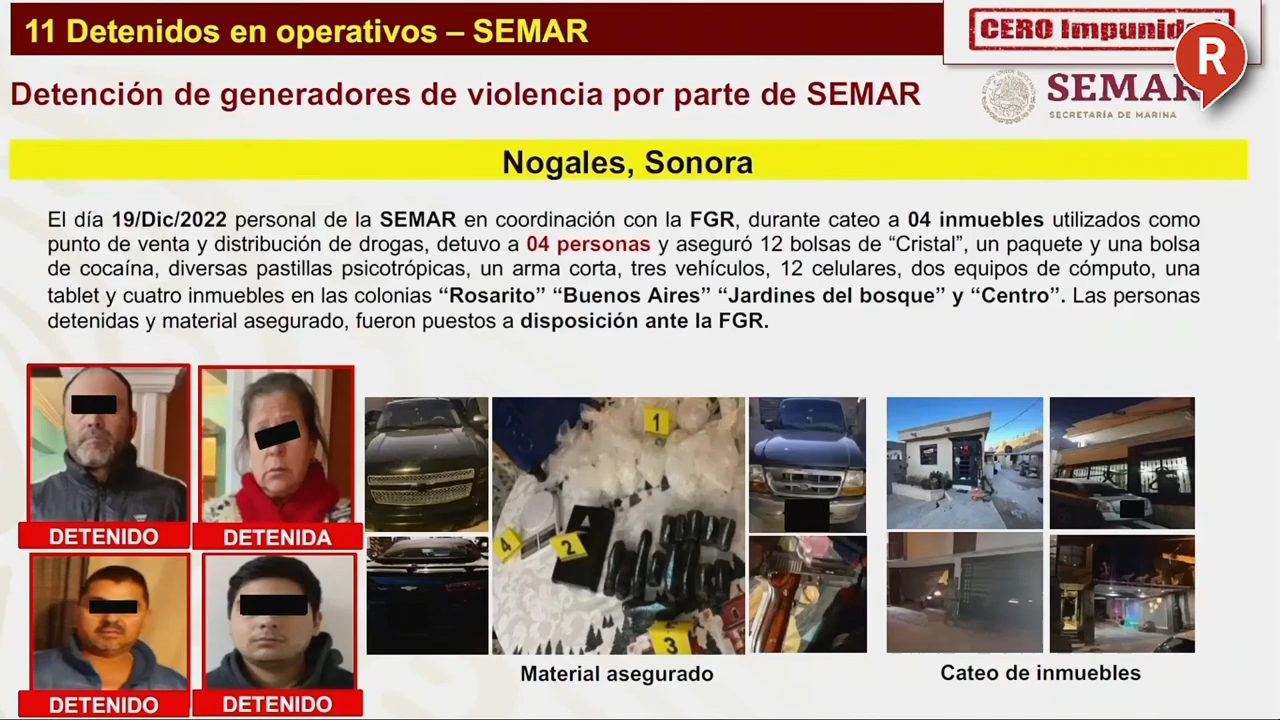 11 Detenidos en operativos – SEMAR
CERO Impunid
R
Detención de generadores de violencia por parte de SEMAR
SEMAR
SECRETARÍA DE MARINA
Nogales, Sonora
El día 19/Dic/2022 personal de la SEMAR en coordinación con la FGR, durante cateo a 04 inmuebles utilizados como
punto de venta y distribución de drogas, detuvo a 04 personas y aseguró 12 bolsas de “Cristal”, un paquete y una bolsa
de cocaína, diversas pastillas psicotrópicas, un arma corta, tres vehículos, 12 celulares, dos equipos de cómputo, una
tablet y cuatro inmuebles en las colonias “Rosarito” “Buenos Aires” “Jardines del bosque” y “Centro”. Las personas
detenidas y material asegurado, fueron puestos a disposición ante la FGR.
DETENIDO
DETENIDA
DETENIDO
DETENIDO
1
4
2
3
Material asegurado
Cateo de inmuebles